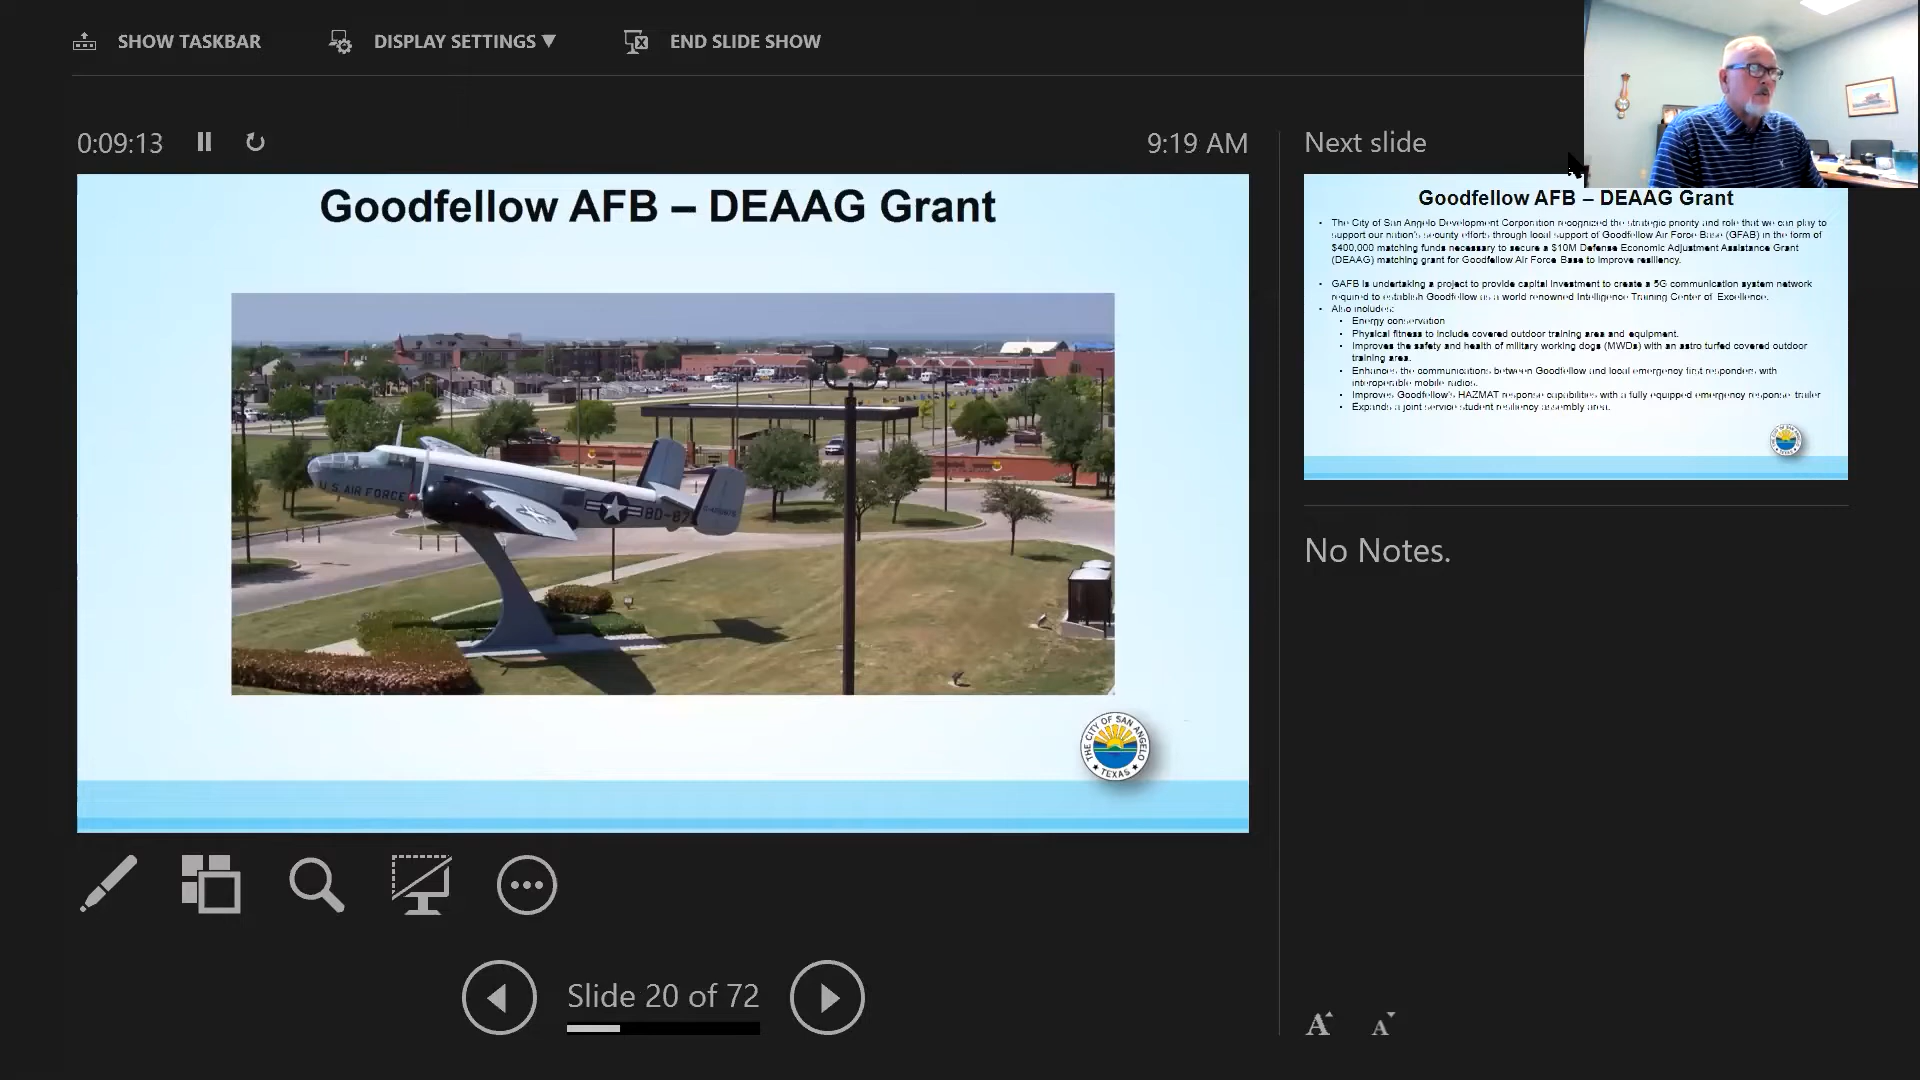 SHOW TASKBAR
DISPLAY SETTINGS ▼
END SLIDE SHOW
0:09:13
9:19 AM
Next slide
Goodfellow AFB – DEAAG Grant
U.S. AIR FORCE
BD-87
THE CITY OF SAN ANGELO
★ TEXAS ★
Goodfellow AFB – DEAAG Grant
• The City of San Angelo Development Corporation recognized the strategic priority and role that we can play to
support our nation's security efforts through local support of Goodfellow Air Force Base (GFAB) in the form of
$400,000 matching funds necessary to secure a $10M Defense Economic Adjustment Assistance Grant
(DEAAG) matching grant for Goodfellow Air Force Base to improve resiliency.
• GAFB is undertaking a project to provide capital investment to create a 5G communication system network
required to establish Goodfellow as a world renowned Intelligence Training Center of Excellence.
• Also includes:
• Energy conservation
• Physical fitness to include covered outdoor training area and equipment.
• Improves the safety and health of military working dogs (MWDs) with an astro turfed covered outdoor
training area.
• Enhances the communications between Goodfellow and local emergency first responders with
interoperable mobile radios.
• Improves Goodfellow's HAZMAT response capabilities with a fully equipped emergency response trailer
• Expands a joint service student resiliency assembly area.
No Notes.
Slide 20 of 72
A A